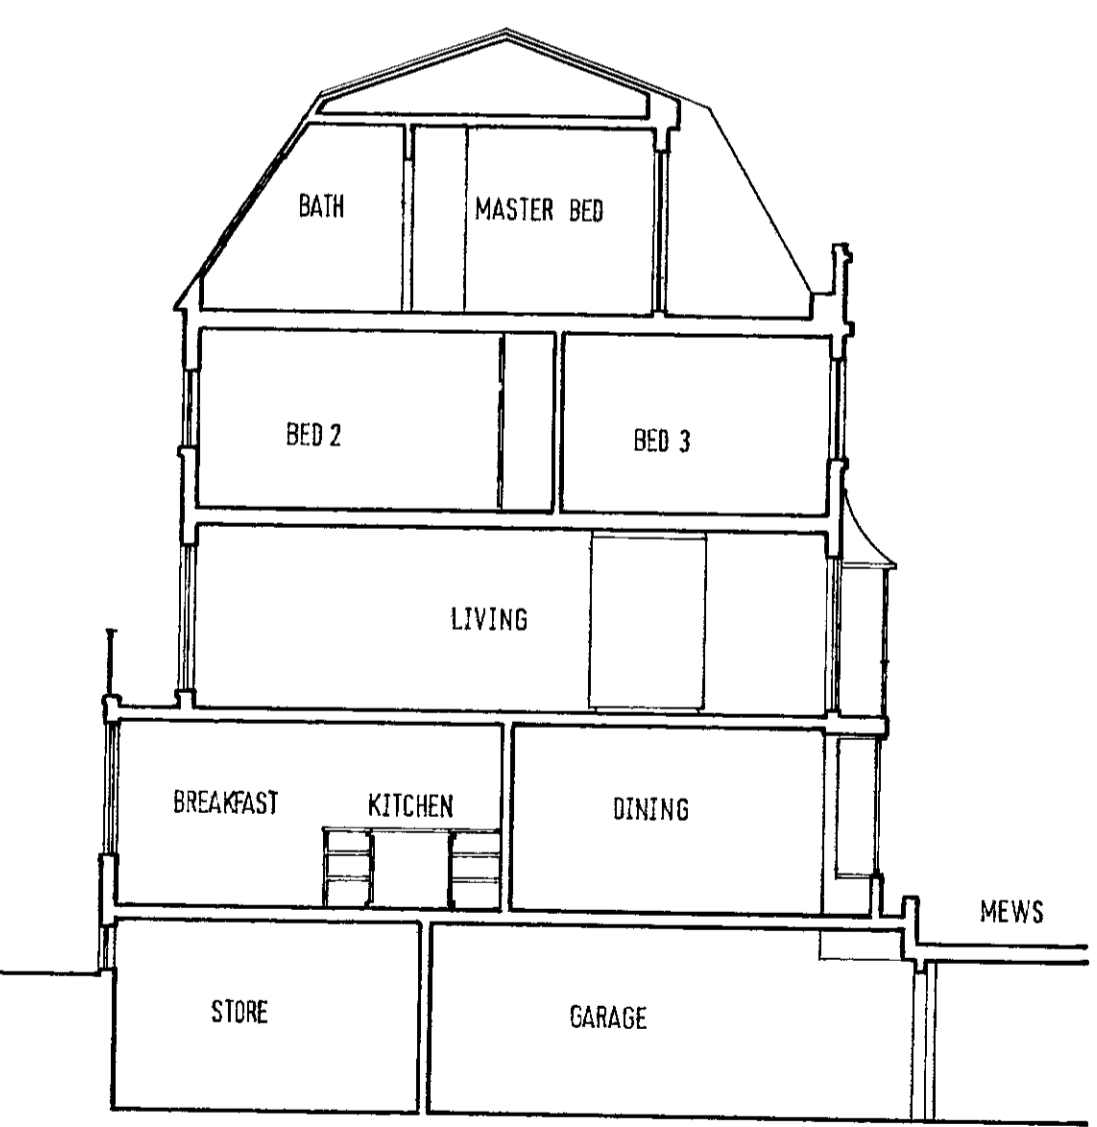 BATH
MASTER BED
BED 2
BED 3
LIVING
BREAKFAST
KITCHEN
DINING
MEWS
STORE
GARAGE